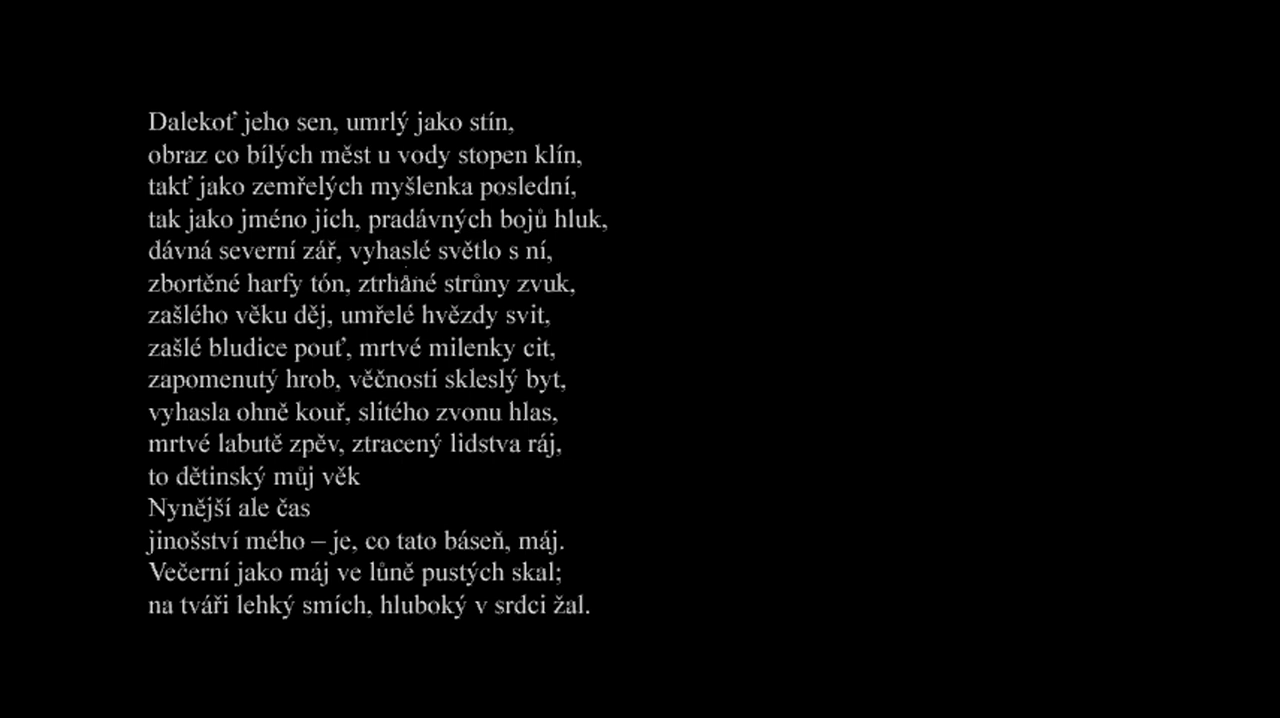 Dalekoť jeho sen, umrlý jako stín,
obraz co bílých měst u vody stopen klín,
takť jako zemřelých myšlenka poslední,
tak jako jméno jích, pradávných bojů hluk,
dávná severní zář, vyhaslé světlo s ní,
zbortěné harfy tón, ztrhané strůny zvuk,
zašlého věku děj, umřelé hvězdy svit,
zašlé bludice pouť, mrtvé milenky cit,
zapomenutý hrob, věčnosti skleslý byt,
vyhasla ohně kouř, slitého zvonu hlas,
mrtvé labutě zpěv, ztracený lidstva ráj,
to dětinský můj věk
Nynější ale čas
jinošství mého – je, co tato báseň, máj.
Večerní jako máj ve lůně pustých skal;
na tváři lehký smích, hluboký v srdci žal.